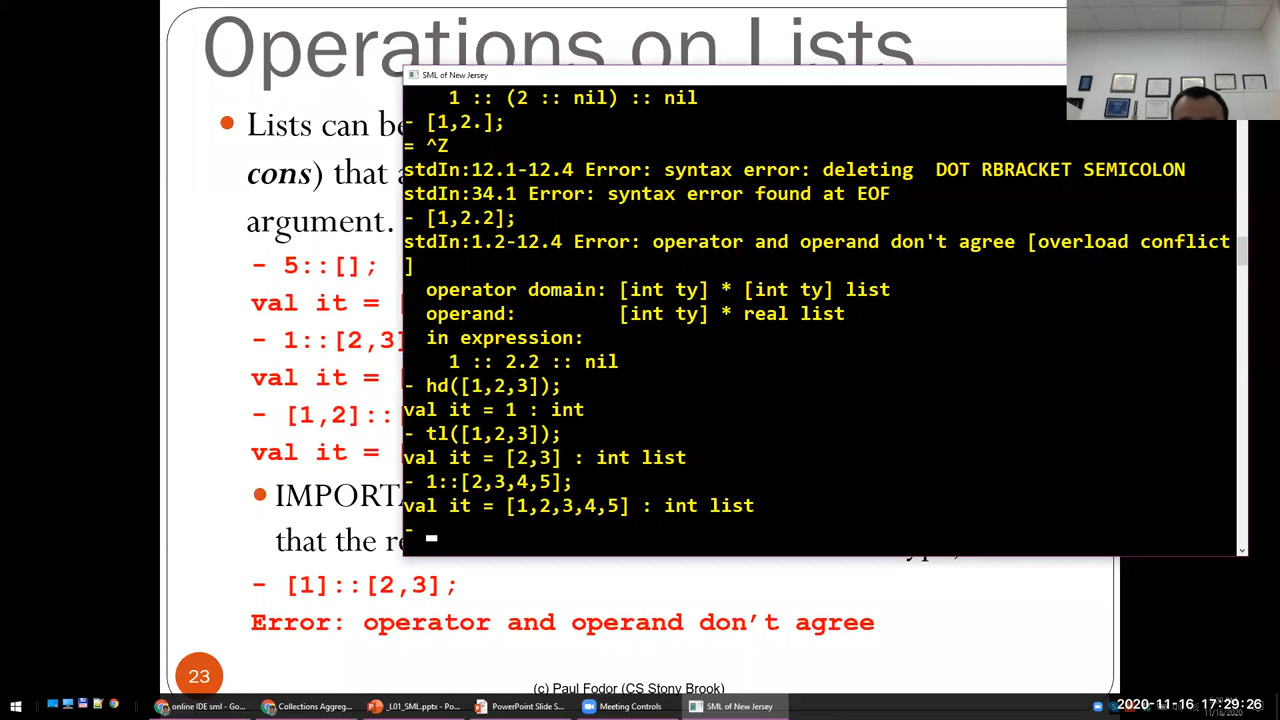 Operations on Lists
SML of New Jersey
Lists can be
cons) that a
argument.
- 5::[];
val it = [
- 1::[2,3]
val it = [
- [1,2]::[
val it = [
IMPORTA
that the re
- [1]::[2,3];
Error: operator and operand don't agree
1 :: (2 :: nil) :: nil
- [1,2.];
= ^Z
stdIn:12.1-12.4 Error: syntax error: deleting  DOT RBRACKET SEMICOLON
stdIn:34.1 Error: syntax error found at EOF
- [1,2.2];
stdIn:1.2-12.4 Error: operator and operand don't agree [overload conflict
]
operator domain: [int ty] * [int ty] list
operand:         [int ty] * real list
in expression:
1 :: 2.2 :: nil
- hd([1,2,3]);
val it = 1 : int
- tl([1,2,3]);
val it = [2,3] : int list
- 1::[2,3,4,5];
val it = [1,2,3,4,5] : int list
-
23
(c) Paul Fodor (CS Stony Brook)
online IDE sml - Go...
Collections Aggreg...
_L01_SML.pptx - Po...
PowerPoint Slide S...
Meeting Controls
SML of New Jersey
2020-11-16 17:29:26